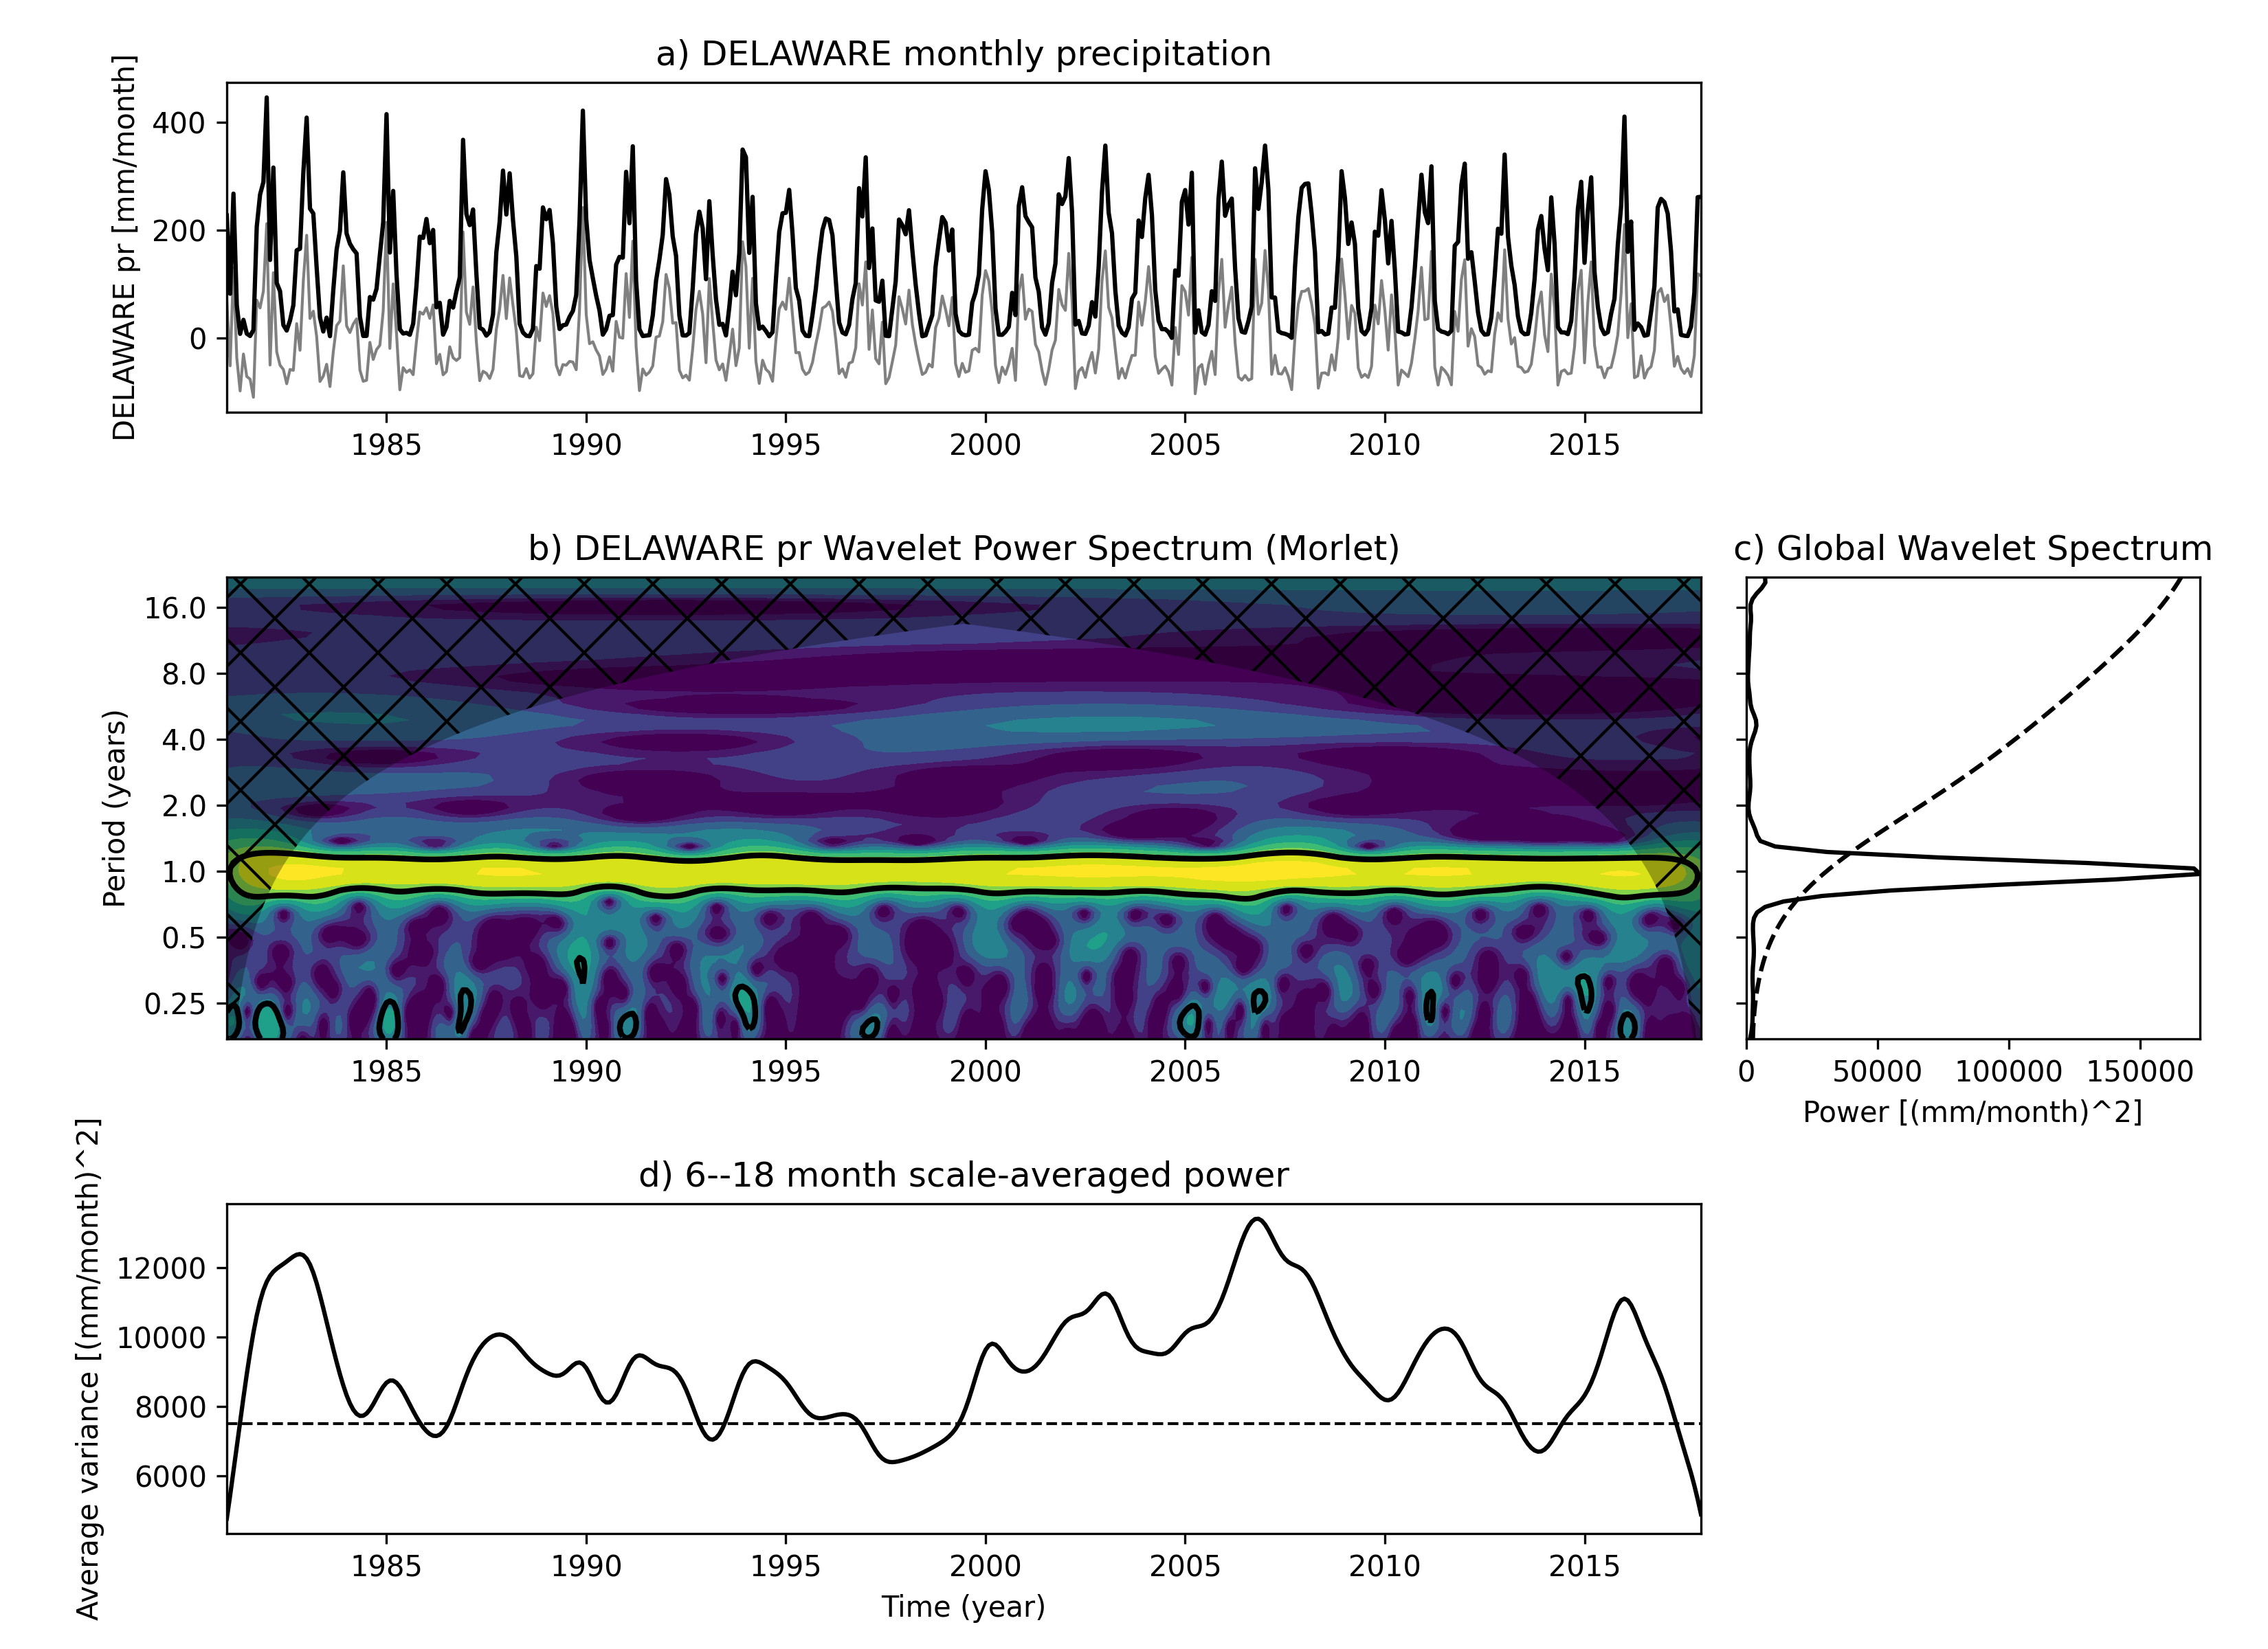 a) DELAWARE monthly precipitation
DELAWARE pr [mm/month]
400
200
0
1985 1990 1995 2000 2005 2010 2015
b) DELAWARE pr Wavelet Power Spectrum (Morlet)
Period (years)
16.0
8.0
4.0
2.0
1.0
0.5
0.25
1985 1990 1995 2000 2005 2010 2015
c) Global Wavelet Spectrum
0 50000 100000 150000
Power [(mm/month)^2]
d) 6--18 month scale-averaged power
Average variance [(mm/month)^2]
12000
10000
8000
6000
1985 1990 1995 2000 2005 2010 2015
Time (year)